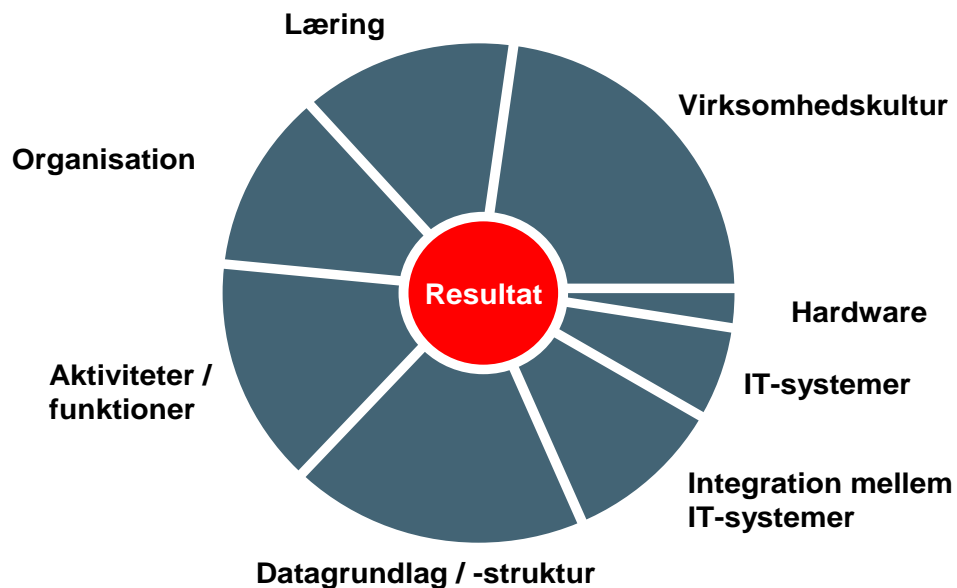 Læring
Virksomhedskultur
Organisation
Resultat
Hardware
Aktiviteter /
funktioner
IT-systemer
Integration mellem
IT-systemer
Datagrundlag / -struktur